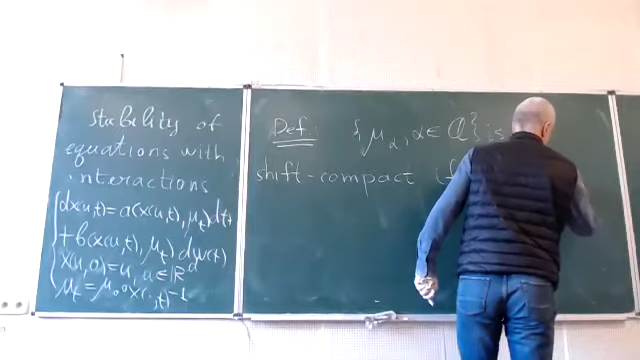 stability of
equations with
interactions
dx(u,t)=a(x(u,t),μ_t)dt+
+b(x(u,t),μ_t)dw(t)
x(u,0)=u, u∈ℝ^d
μ_t=μ_0∘x(·,t)^{-1}
Def: {μ_α, α∈𝒬} is
shift-compact if